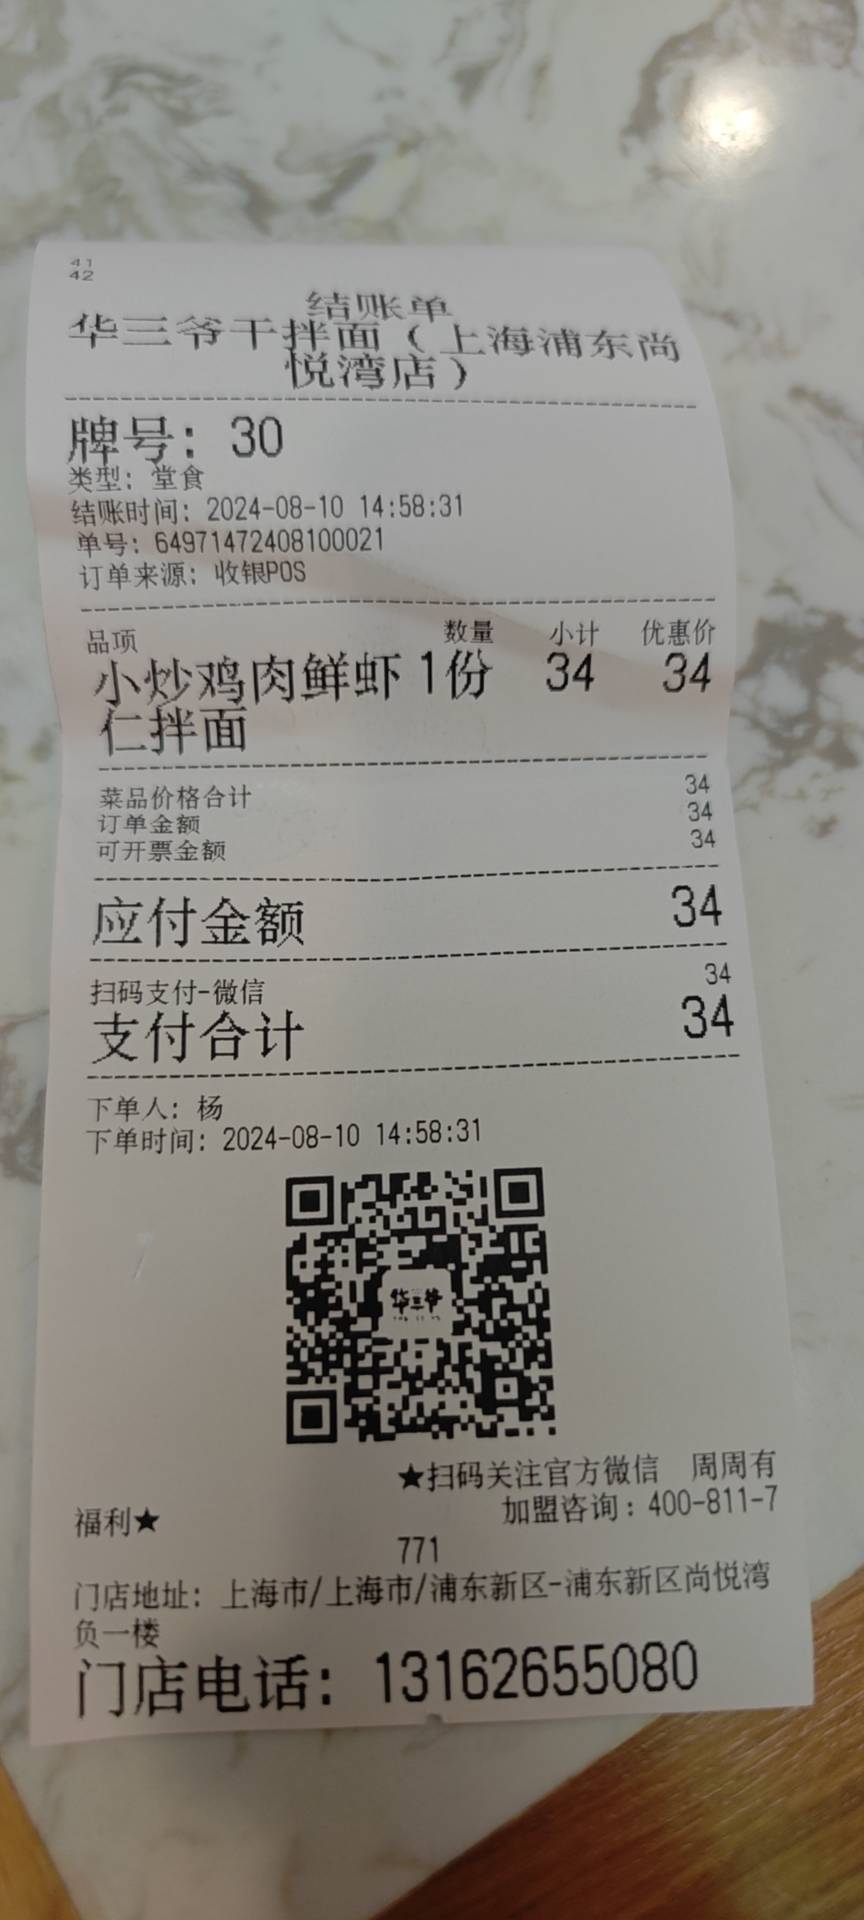 41
42
结账单
华三爷干拌面（上海浦东尚
悦湾店）
牌号：30
类型：堂食
结账时间：2024-08-10 14:58:31
单号：64971472408100021
订单来源：收银POS
品项 数量 小计 优惠价
小炒鸡肉鲜虾 1份 34 34
仁拌面
菜品价格合计 34
订单金额 34
可开票金额 34
应付金额 34
扫码支付-微信 34
支付合计 34
下单人：杨
下单时间：2024-08-10 14:58:31
华三爷
★扫码关注官方微信 周周有
福利★ 加盟咨询：400-811-7
771
门店地址：上海市/上海市/浦东新区-浦东新区尚悦湾
负一楼
门店电话：13162655080